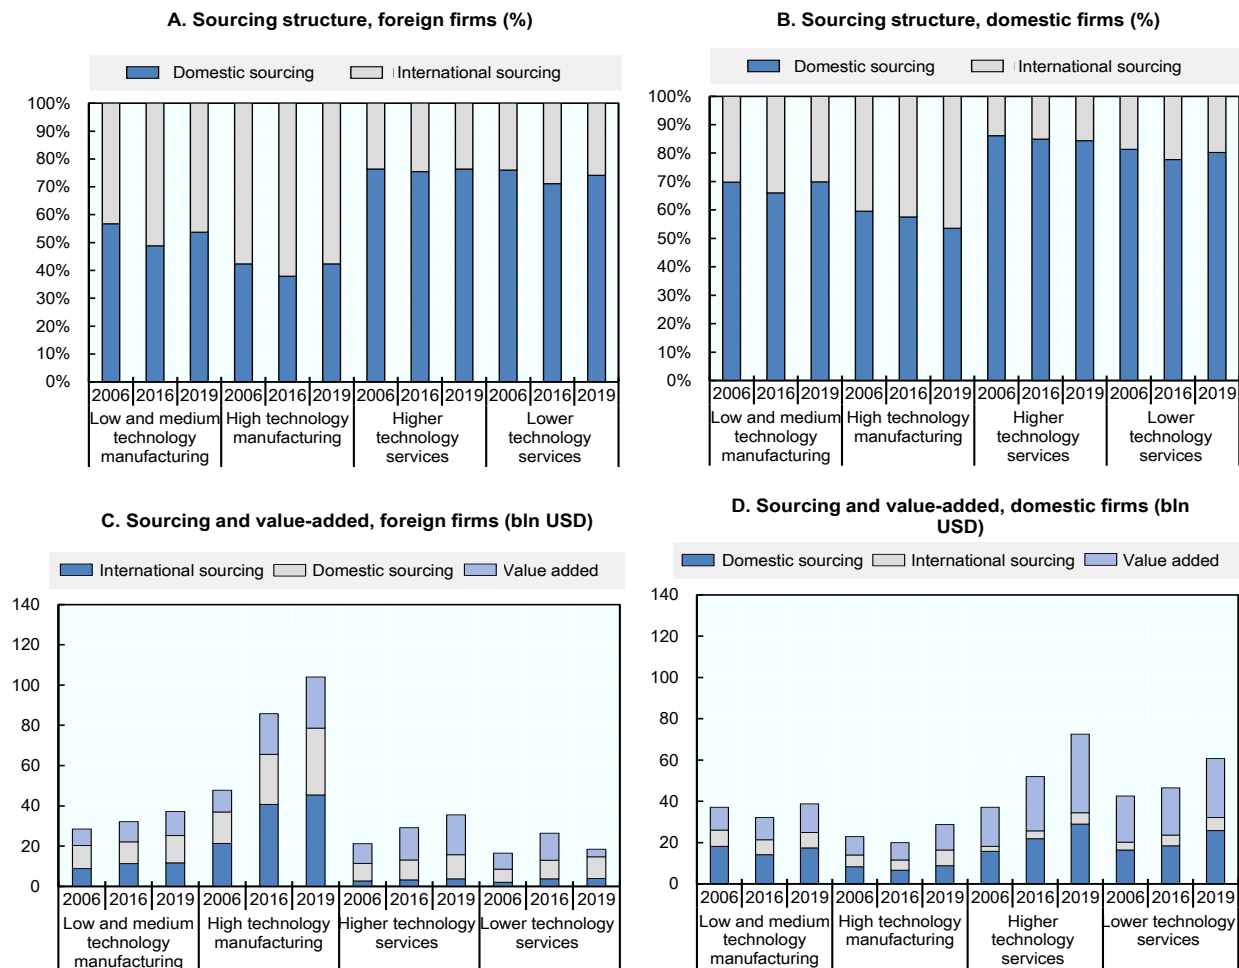 A. Sourcing structure, foreign firms (%)
Domestic sourcing International sourcing
100%
90%
80%
70%
60%
50%
40%
30%
20%
10%
0%
2006 2016 2019 2006 2016 2019 2006 2016 2019 2006 2016 2019
Low and medium High technology Higher Lower
technology manufacturing technology technology
manufacturing services services
B. Sourcing structure, domestic firms (%)
Domestic sourcing International sourcing
100%
90%
80%
70%
60%
50%
40%
30%
20%
10%
0%
2006 2016 2019 2006 2016 2019 2006 2016 2019 2006 2016 2019
Low and medium High technology Higher Lower
technology manufacturing technology technology
manufacturing services services
C. Sourcing and value-added, foreign firms (bln USD)
International sourcing Domestic sourcing Value added
140
120
100
80
60
40
20
0
2006 2016 2019 2006 2016 2019 2006 2016 2019 2006 2016 2019
Low and medium High technology Higher technology Lower technology
technology manufacturing services services
manufacturing
D. Sourcing and value-added, domestic firms (bln
USD)
Domestic sourcing International sourcing Value added
140
120
100
80
60
40
20
0
2006 2016 2019 2006 2016 2019 2006 2016 2019 2006 2016 2019
Low and medium High technology Higher Lower technology
technology manufacturing technology services
manufacturing services